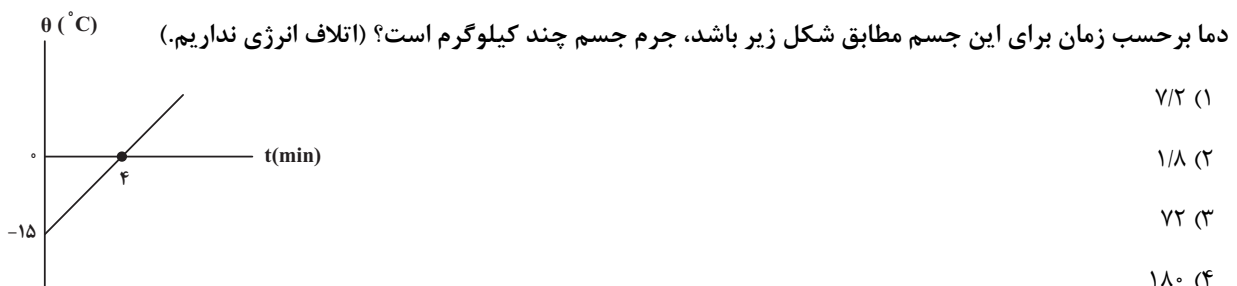 دما برحسب زمان برای این جسم مطابق شکل زیر باشد، جرم جسم چند کیلوگرم است؟ (اتلاف انرژی نداریم.)
θ (°C)
۷/۲ (۱
۰
t(min)
۱/۸ (۲
۴
۷۲ (۳
–۱۵
۱۸۰ (۴